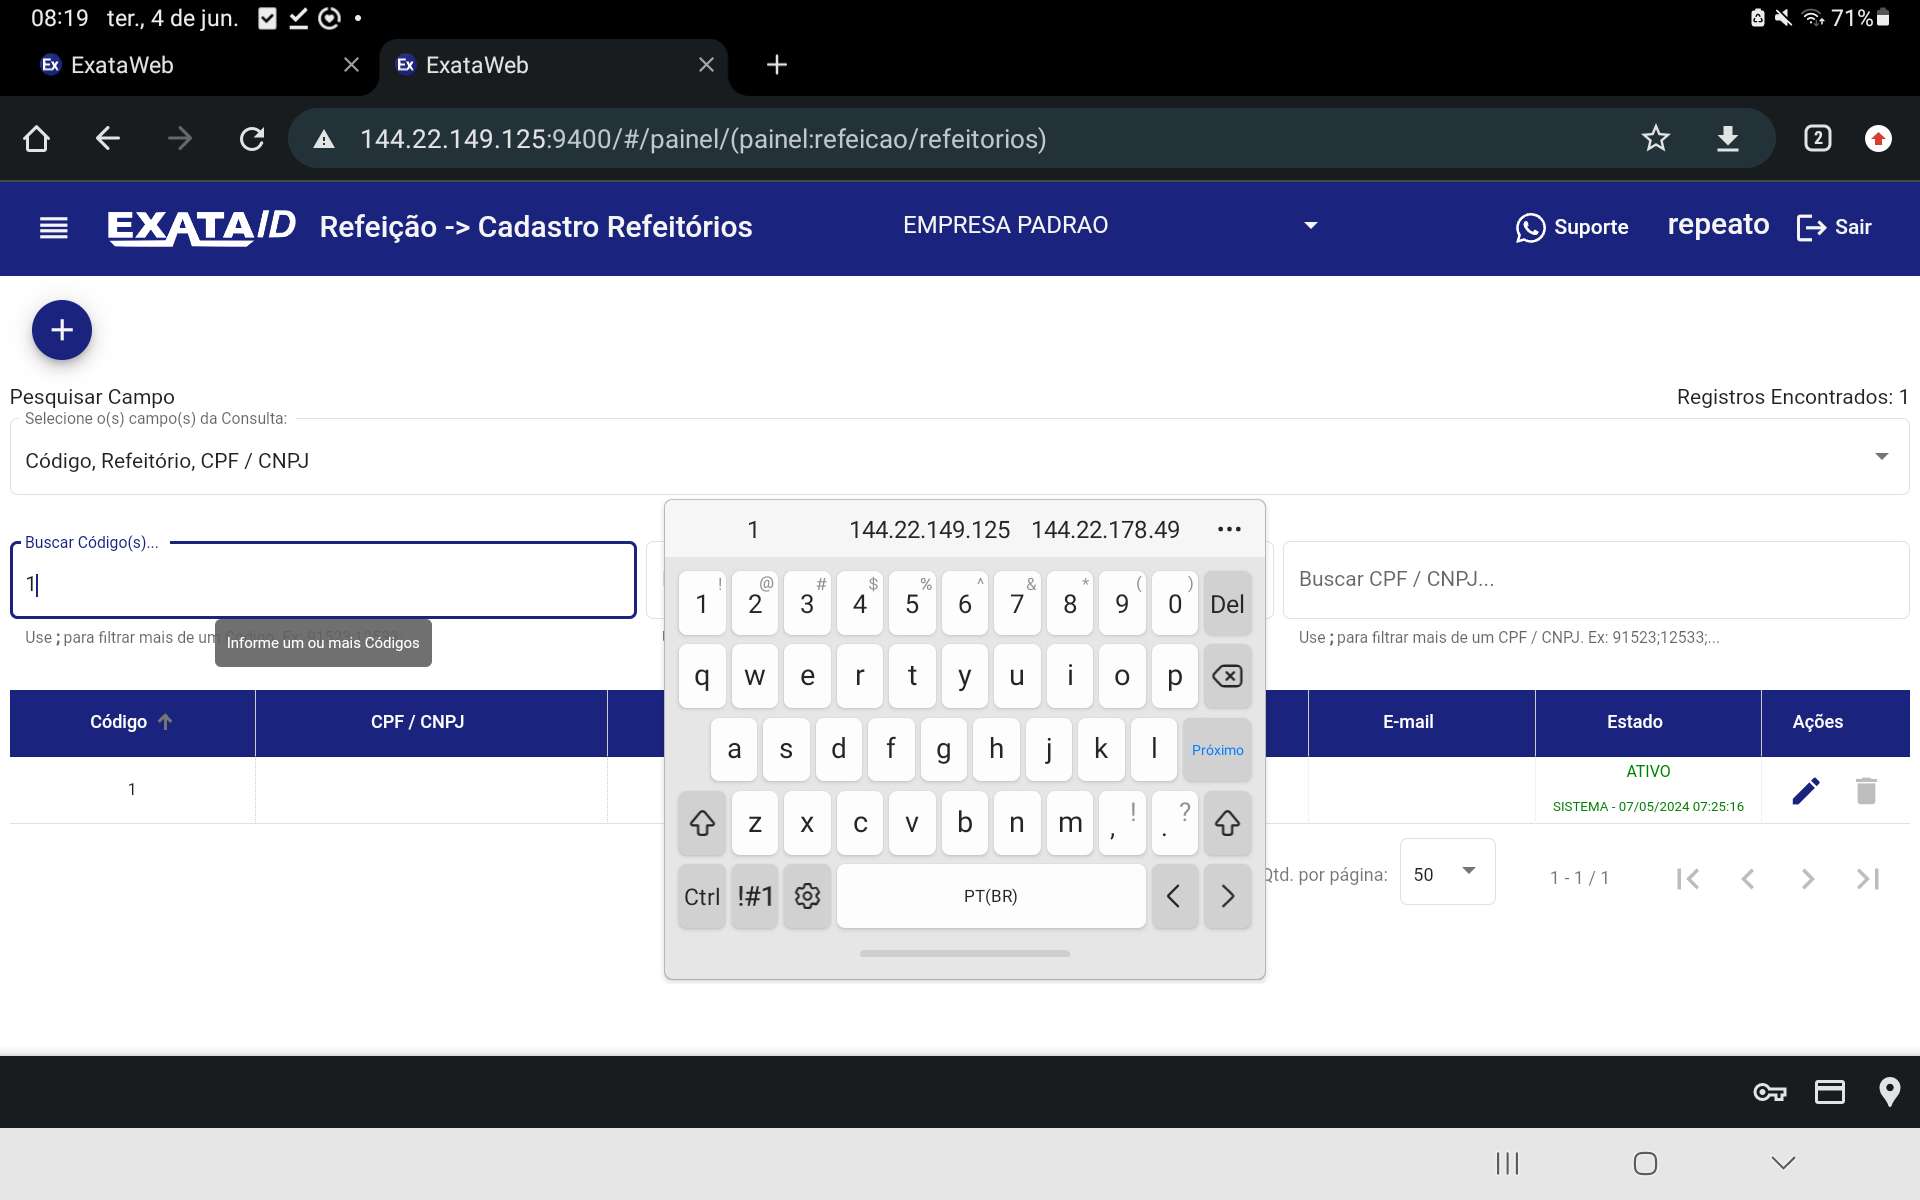 08:19 ter., 4 de jun. 71%
Ex ExataWeb Ex ExataWeb
144.22.149.125:9400/#/painel/(painel:refeicao/refeitorios) 2
EXATA/D Refeição -> Cadastro Refeitórios EMPRESA PADRAO Suporte repeato Sair
+
Pesquisar Campo Registros Encontrados: 1
Selecione o(s) campo(s) da Consulta:
Código, Refeitório, CPF / CNPJ
Buscar Código(s)...
1
Buscar CPF / CNPJ...
Use ; para filtrar mais de um
Informe um ou mais Códigos
Use ; para filtrar mais de um CPF / CNPJ. Ex: 91523;12533;...
Código CPF / CNPJ E-mail Estado Ações
1 ATIVO
SISTEMA - 07/05/2024 07:25:16
Qtd. por página: 50 1 - 1 / 1
1 144.22.149.125 144.22.178.49 ...
! @ # $ % ^ & * ( )
1 2 3 4 5 6 7 8 9 0 Del
q w e r t y u i o p
a s d f g h j k l Próximo
z x c v b n m , ! . ?
Ctrl !#1 PT(BR) < >